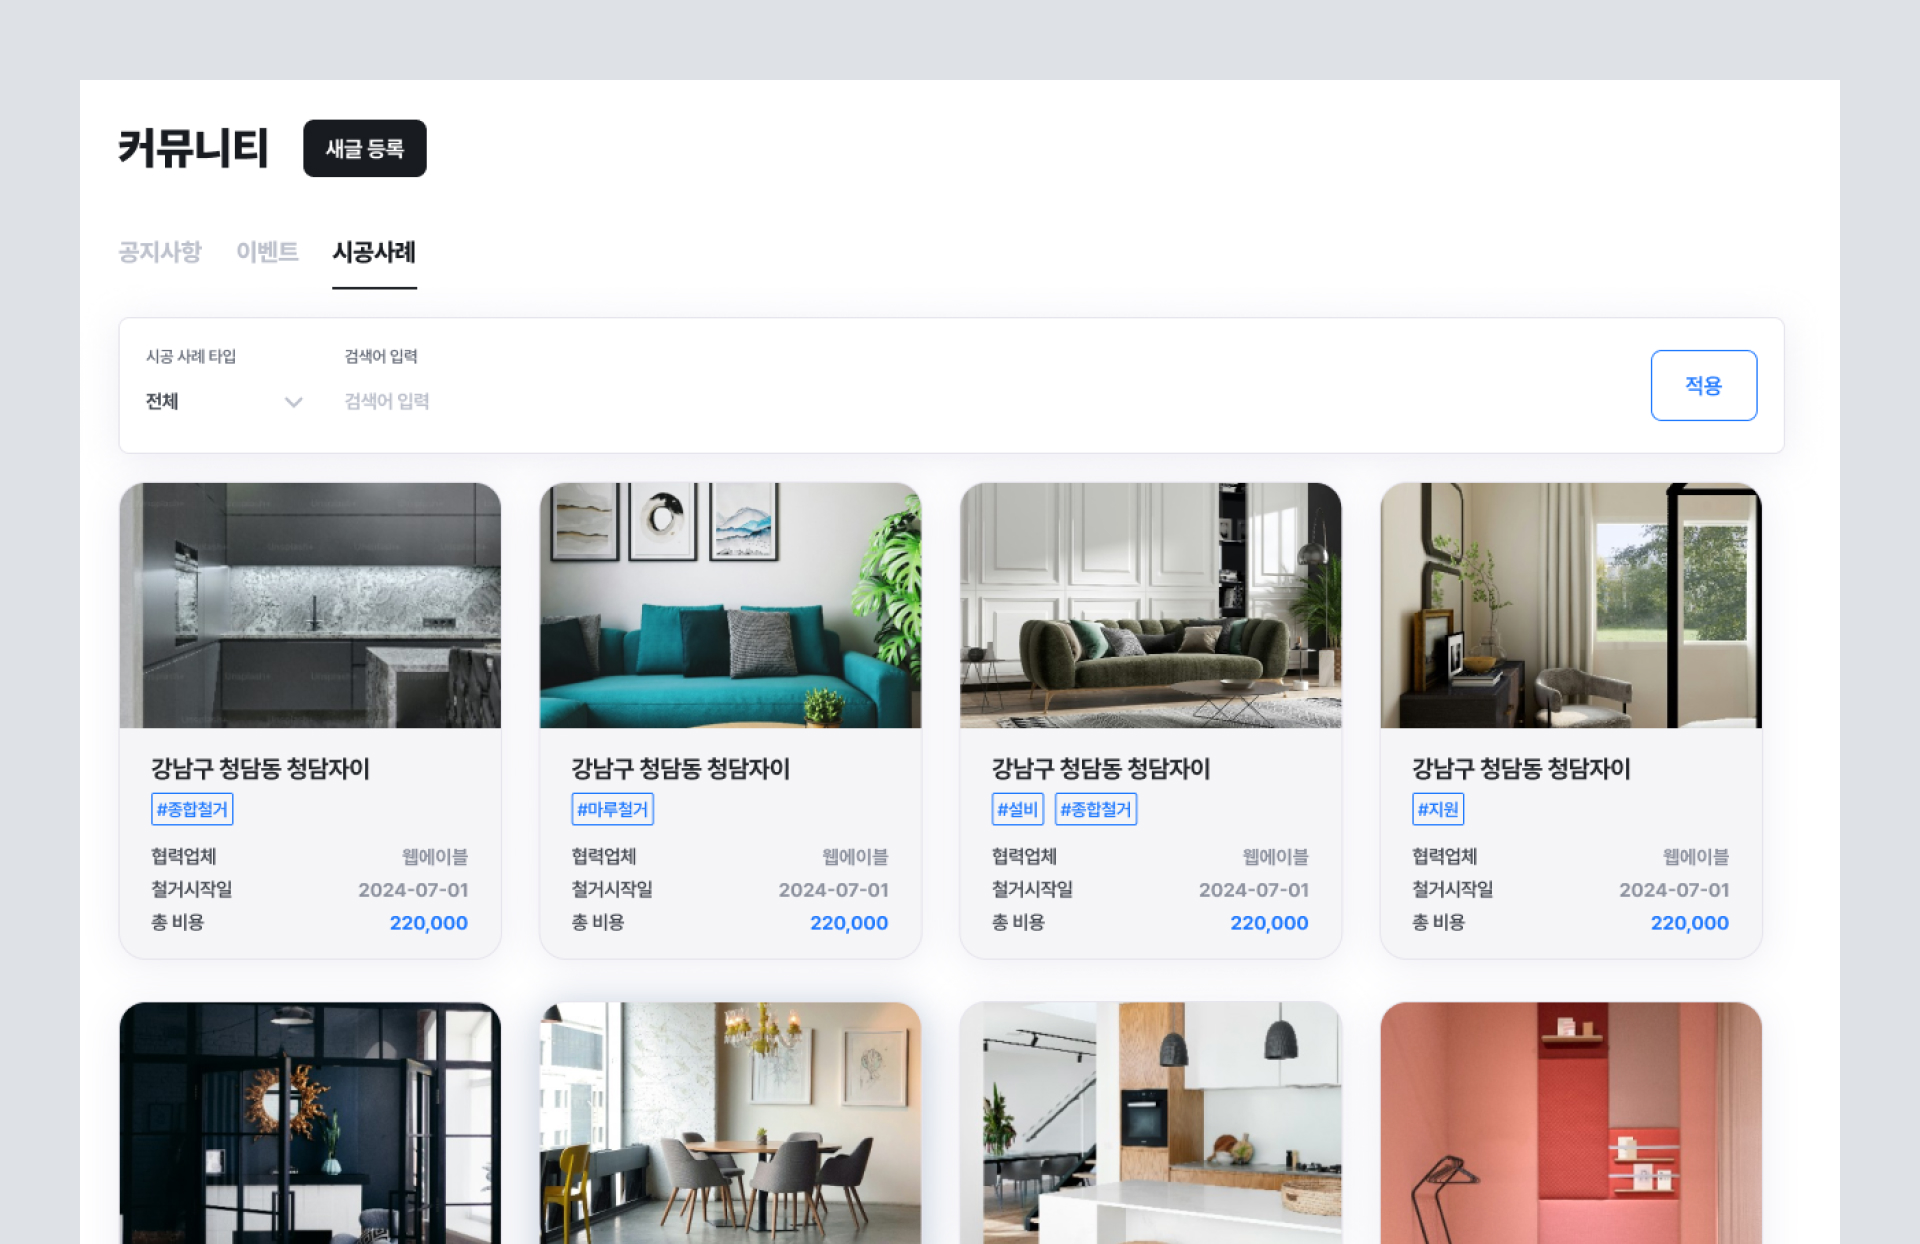 커뮤니티 새글 등록
공지사항 이벤트 시공사례
시공 사례 타입 검색어 입력
전체 검색어 입력
적용
강남구 청담동 청담자이
#종합철거
협력업체 웹에이블
철거시작일 2024-07-01
총 비용 220,000
강남구 청담동 청담자이
#마루철거
협력업체 웹에이블
철거시작일 2024-07-01
총 비용 220,000
강남구 청담동 청담자이
#설비 #종합철거
협력업체 웹에이블
철거시작일 2024-07-01
총 비용 220,000
강남구 청담동 청담자이
#지원
협력업체 웹에이블
철거시작일 2024-07-01
총 비용 220,000